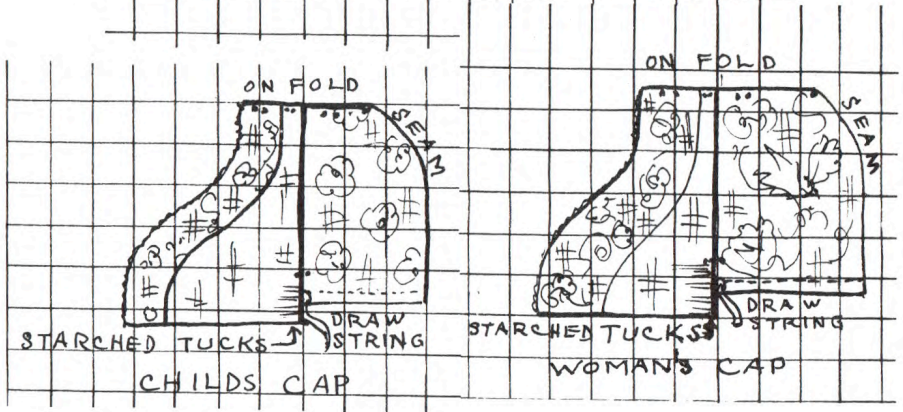 ON FOLD
SEAM
DRAW
STRING
STARCHED TUCKS
CHILDS CAP
ON FOLD
SEAM
DRAW
STRING
STARCHED TUCKS
WOMAN'S CAP